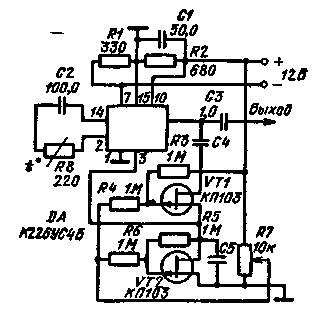 C1
50,0
R1
330
R2
680
+
−
12В
C2
100,0
7 15 10
14
2
1
3
C3
1,0
Выход
C4
R3
1М
t°
R8
220
R4
1М
VT1
КП103
DA
К226УС4В
R5
1М
R6
1М
C5
R7
10к
VT2
КП103